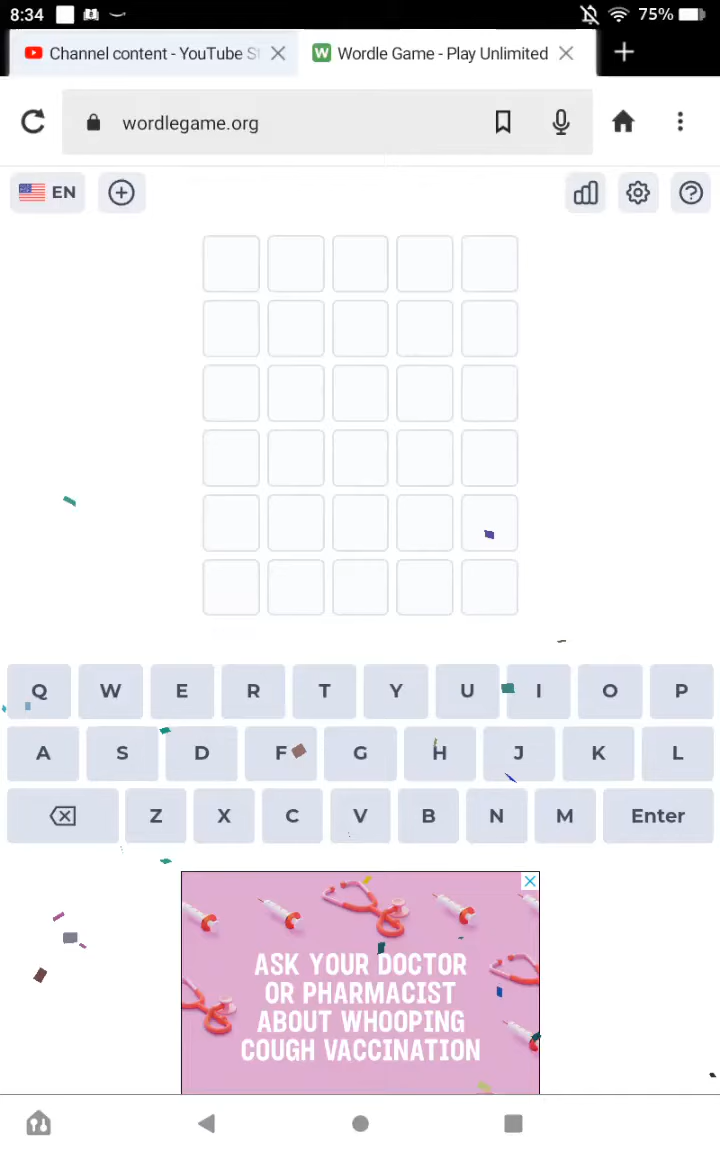 8:34
75%
Channel content - YouTube S
Wordle Game - Play Unlimited
wordlegame.org
EN
Q W E R T Y U I O P
A S D F G H J K L
Z X C V B N M Enter
ASK YOUR DOCTOR
OR PHARMACIST
ABOUT WHOOPING
COUGH VACCINATION